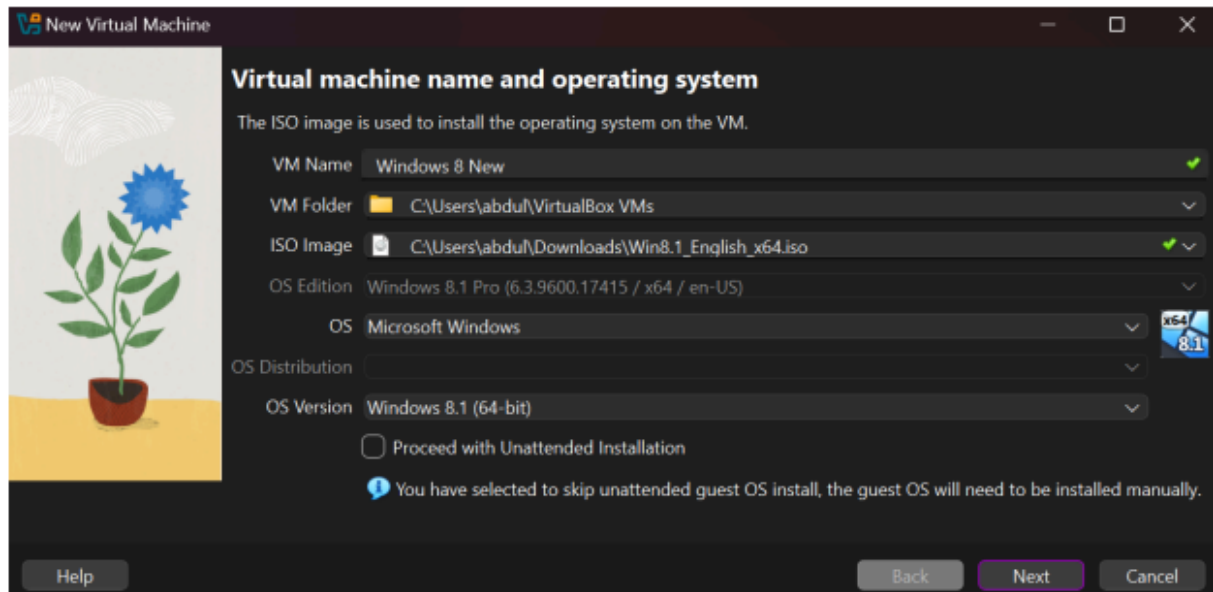 New Virtual Machine
Virtual machine name and operating system
The ISO image is used to install the operating system on the VM.
VM Name Windows 8 New
VM Folder C:\Users\abdul\VirtualBox VMs
ISO Image C:\Users\abdul\Downloads\Win8.1_English_x64.iso
OS Edition Windows 8.1 Pro (6.3.9600.17415 / x64 / en-US)
OS Microsoft Windows x64 8.1
OS Distribution
OS Version Windows 8.1 (64-bit)
Proceed with Unattended Installation
You have selected to skip unattended guest OS install, the guest OS will need to be installed manually.
Help Back Next Cancel